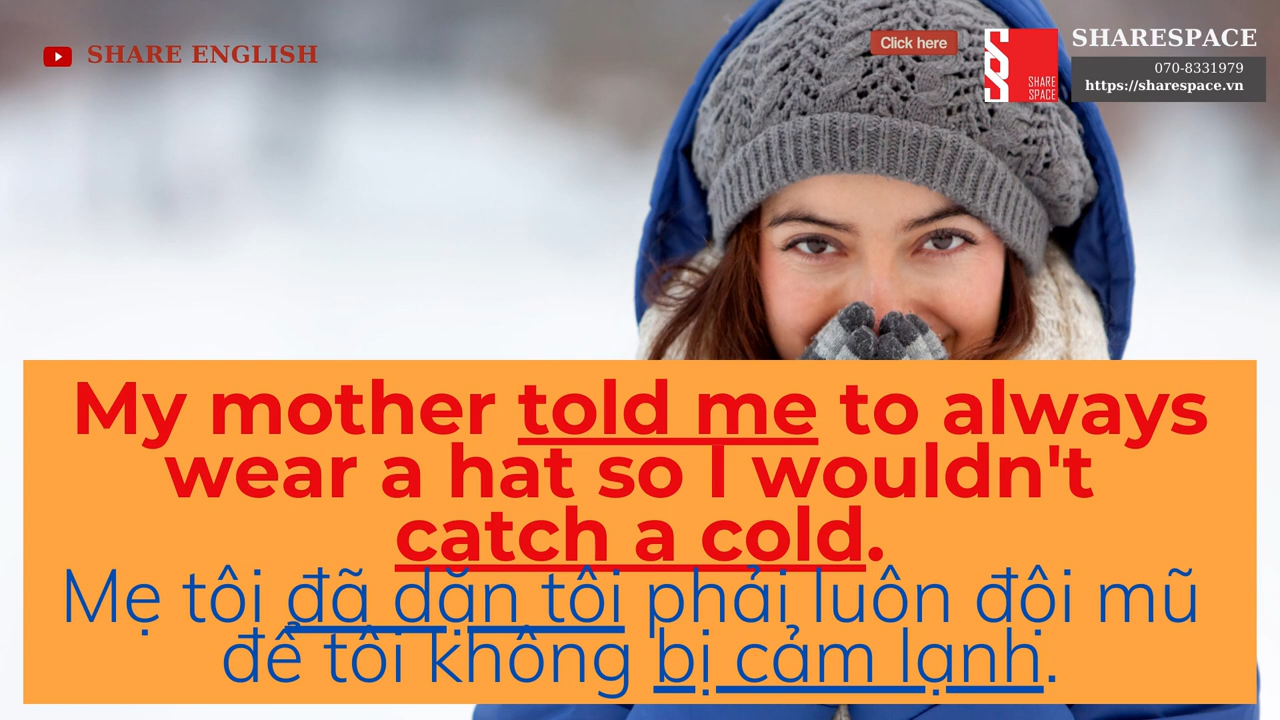 SHARE ENGLISH
Click here
SHARE
SPACE
SHARESPACE
070-8331979
https://sharespace.vn
My mother told me to always
wear a hat so I wouldn't
catch a cold.
Mẹ tôi đã dặn tôi phải luôn đội mũ
để tôi không bị cảm lạnh.